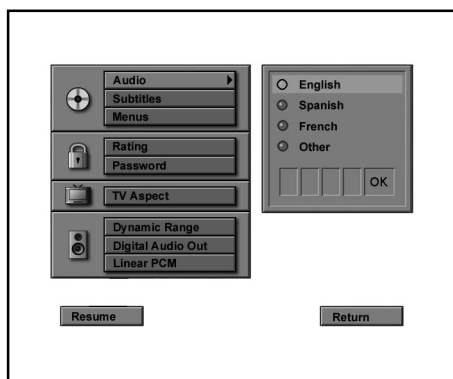 Audio
Subtitles
Menus
Rating
Password
TV Aspect
Dynamic Range
Digital Audio Out
Linear PCM
English
Spanish
French
Other
OK
Resume
Return